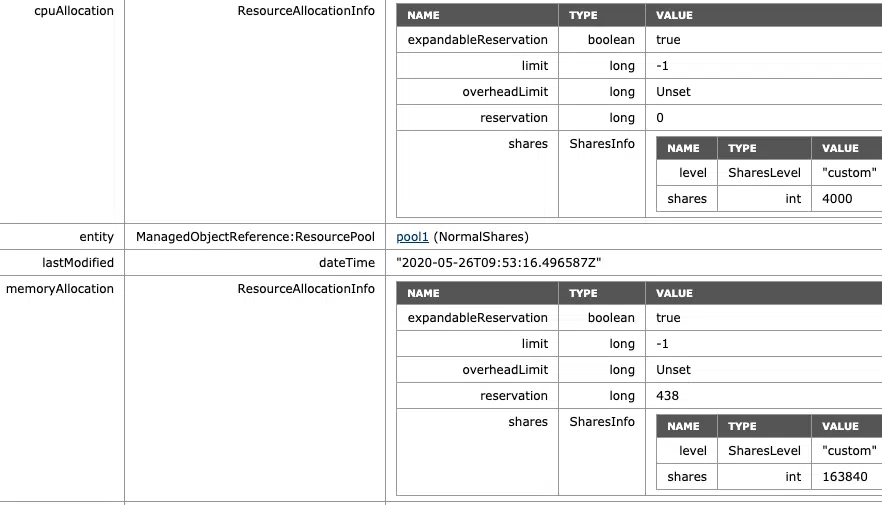 cpuAllocation ResourceAllocationInfo NAME TYPE VALUE
expandableReservation boolean true
limit long -1
overheadLimit long Unset
reservation long 0
shares SharesInfo NAME TYPE VALUE
level SharesLevel "custom"
shares int 4000
entity ManagedObjectReference:ResourcePool pool1 (NormalShares)
lastModified dateTime "2020-05-26T09:53:16.496587Z"
memoryAllocation ResourceAllocationInfo NAME TYPE VALUE
expandableReservation boolean true
limit long -1
overheadLimit long Unset
reservation long 438
shares SharesInfo NAME TYPE VALUE
level SharesLevel "custom"
shares int 163840